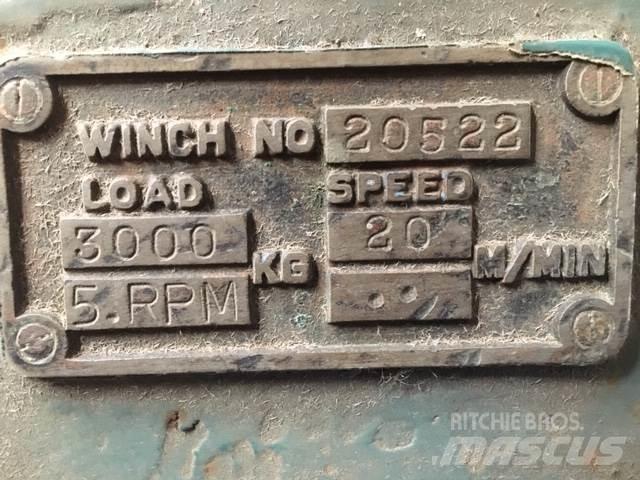 WINCH NO 20522
LOAD SPEED
3000 KG 20 M/MIN
5.RPM ..
RITCHIE BROS.
MASCUS